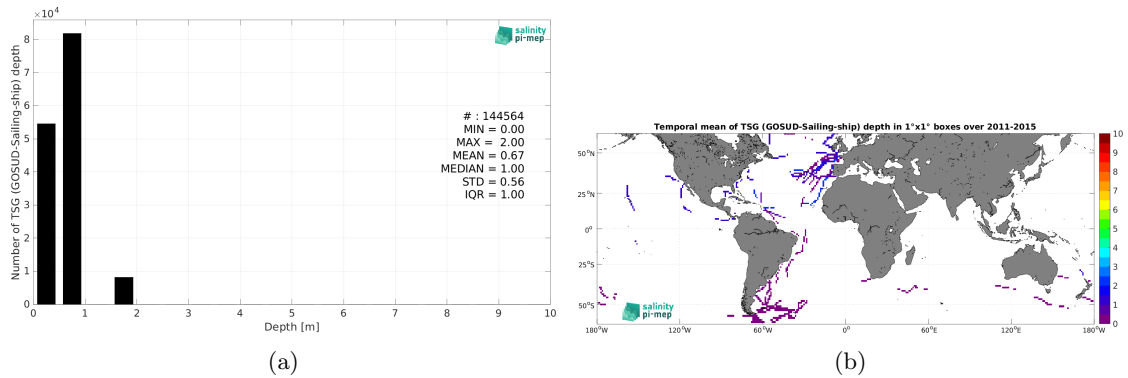 ×10⁴
8
7
6
5
4
3
2
1
0
Number of TSG (GOSUD-Sailing-ship) depth
0 1 2 3 4 5 6 7 8 9 10
Depth [m]
salinity
pi-mep
# : 144564
MIN = 0.00
MAX = 2.00
MEAN = 0.67
MEDIAN = 1.00
STD = 0.56
IQR = 1.00
(a)
Temporal mean of TSG (GOSUD-Sailing-ship) depth in 1°x1° boxes over 2011-2015
50°N
25°N
0°
25°S
50°S
180°W 120°W 60°W 0° 60°E 120°E 180°W
salinity
pi-mep
10
9
8
7
6
5
4
3
2
1
0
(b)